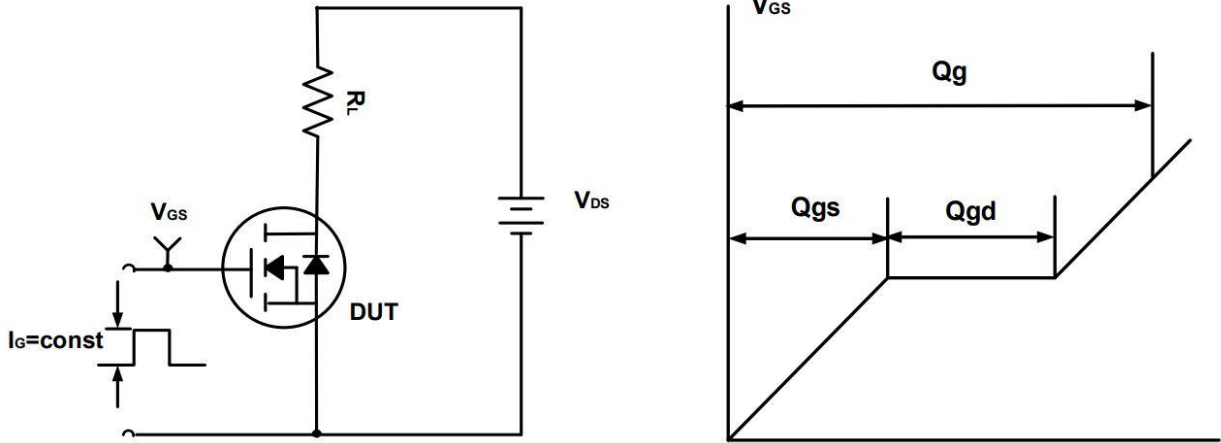 RL
VGS
VDS
DUT
IG=const
VGS
Qg
Qgs
Qgd